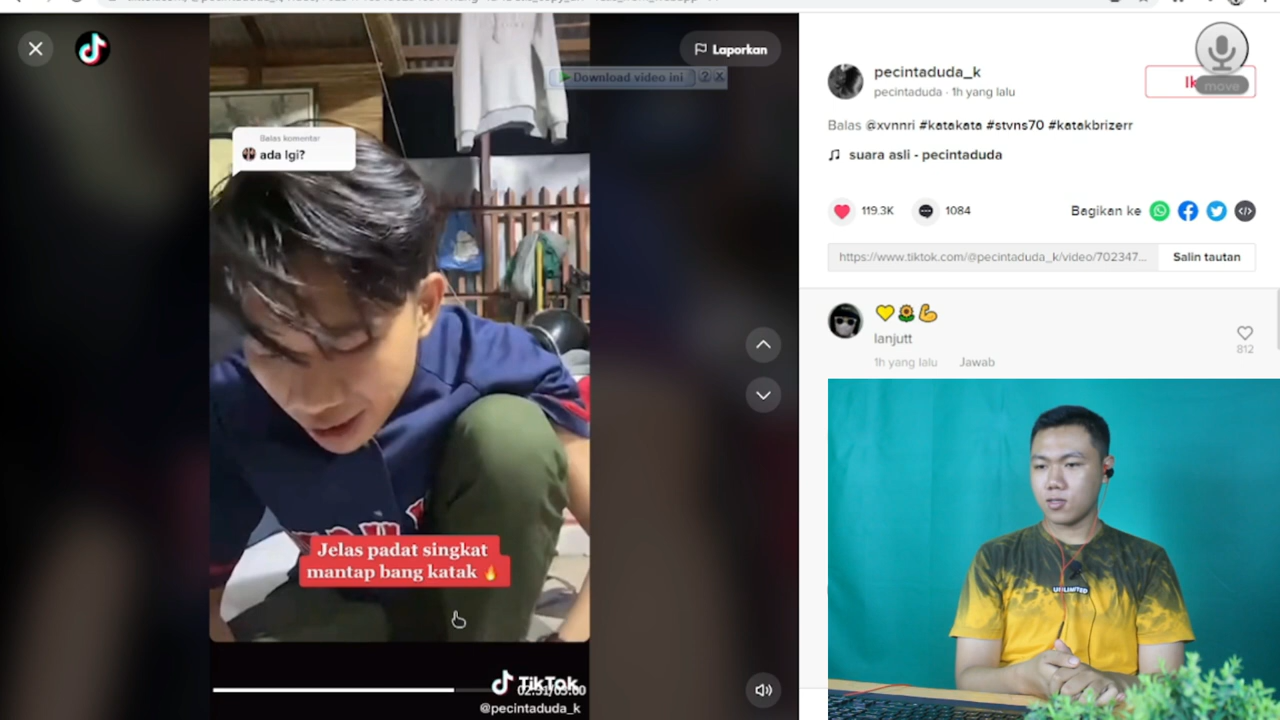 Laporkan
Download video ini
Balas komentar
ada lgi?
Jelas padat singkat
mantap bang katak 🔥
TikTok
@pecintaduda_k
pecintaduda_k
pecintaduda · 1h yang lalu
move
Balas @xvnnri #katakata #stvns70 #katakbrizerr
suara asli - pecintaduda
119.3K
1084
Bagikan ke
https://www.tiktok.com/@pecintaduda_k/video/702347...
Salin tautan
💛🌻💪
lanjutt
812
1h yang lalu
Jawab
UNLIMITED